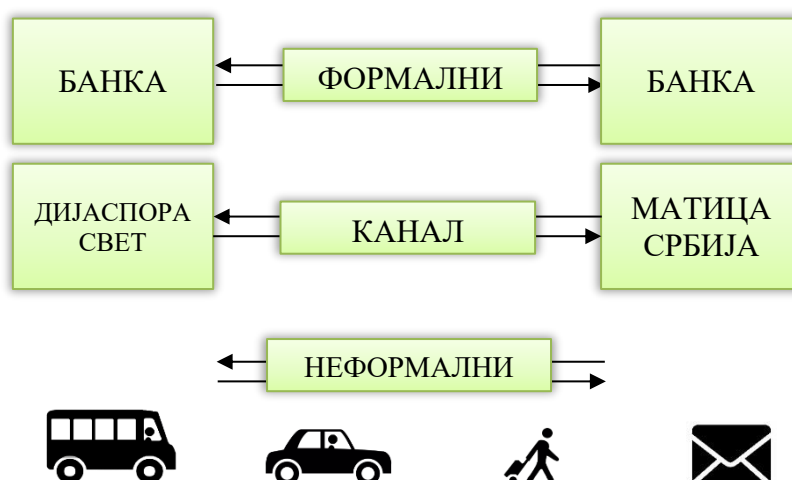 БАНКА
ФОРМАЛНИ
БАНКА
ДИЈАСПОРА
СВЕТ
КАНАЛ
МАТИЦА
СРБИЈА
НЕФОРМАЛНИ